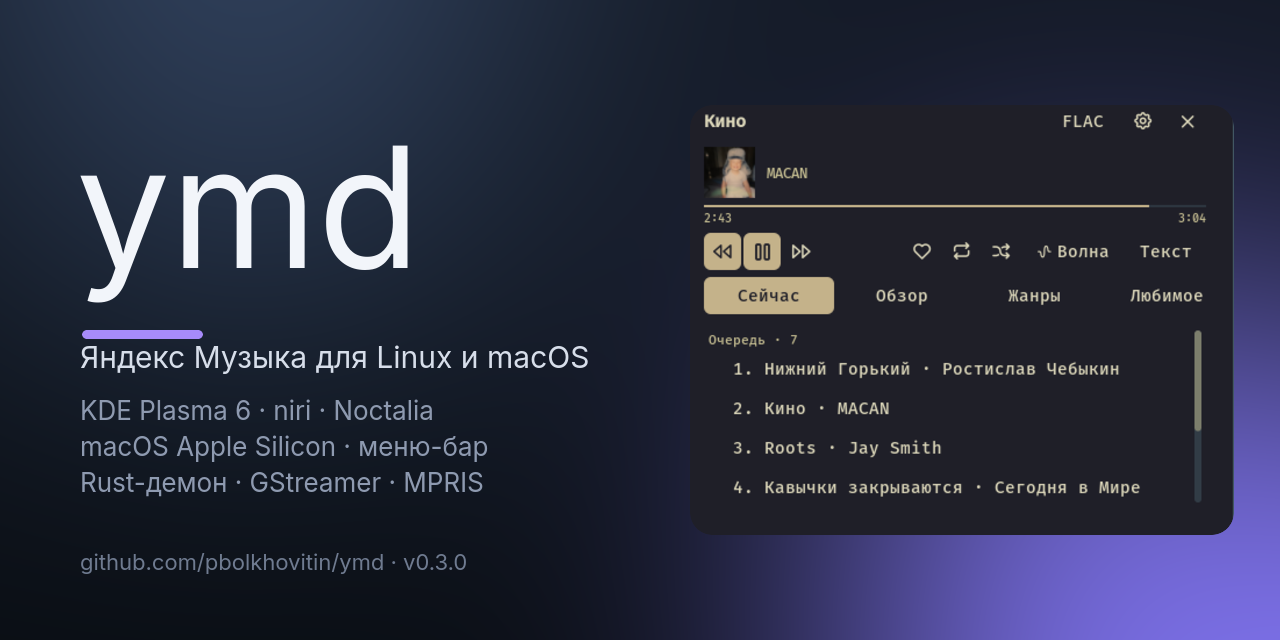 ymd
Яндекс Музыка для Linux и macOS
KDE Plasma 6 · niri · Noctalia
macOS Apple Silicon · меню-бар
Rust-демон · GStreamer · MPRIS
github.com/pbolkhovitin/ymd · v0.3.0
Кино FLAC
MACAN
2:43 3:04
Волна Текст
Сейчас Обзор Жанры Любимое
Очередь · 7
1. Нижний Горький · Ростислав Чебыкин
2. Кино · MACAN
3. Roots · Jay Smith
4. Кавычки закрываются · Сегодня в Мире